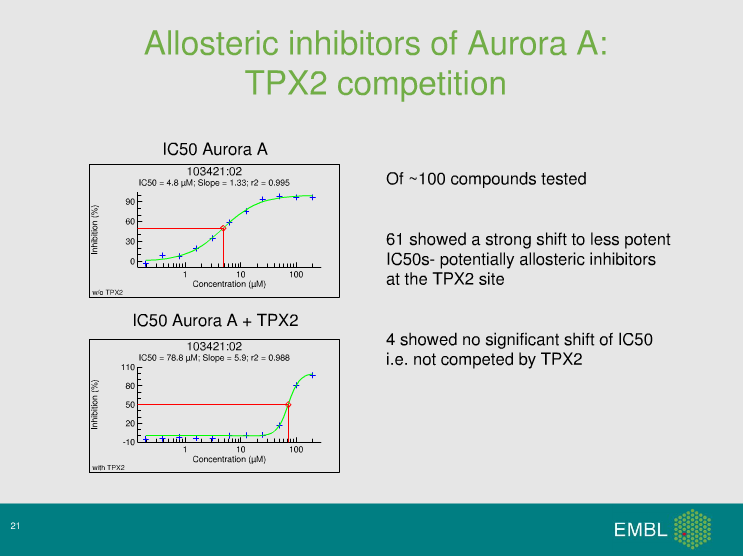 Allosteric inhibitors of Aurora A:
TPX2 competition
IC50 Aurora A
103421:02
IC50 = 4.8 µM; Slope = 1.33; r2 = 0.995
Inhibition (%)
90
60
30
0
1 10 100
Concentration (µM)
w/o TPX2
IC50 Aurora A + TPX2
103421:02
IC50 = 78.8 µM; Slope = 5.9; r2 = 0.988
Inhibition (%)
110
80
50
20
-10
1 10 100
Concentration (µM)
with TPX2
Of ~100 compounds tested
61 showed a strong shift to less potent
IC50s- potentially allosteric inhibitors
at the TPX2 site
4 showed no significant shift of IC50
i.e. not competed by TPX2
21
EMBL